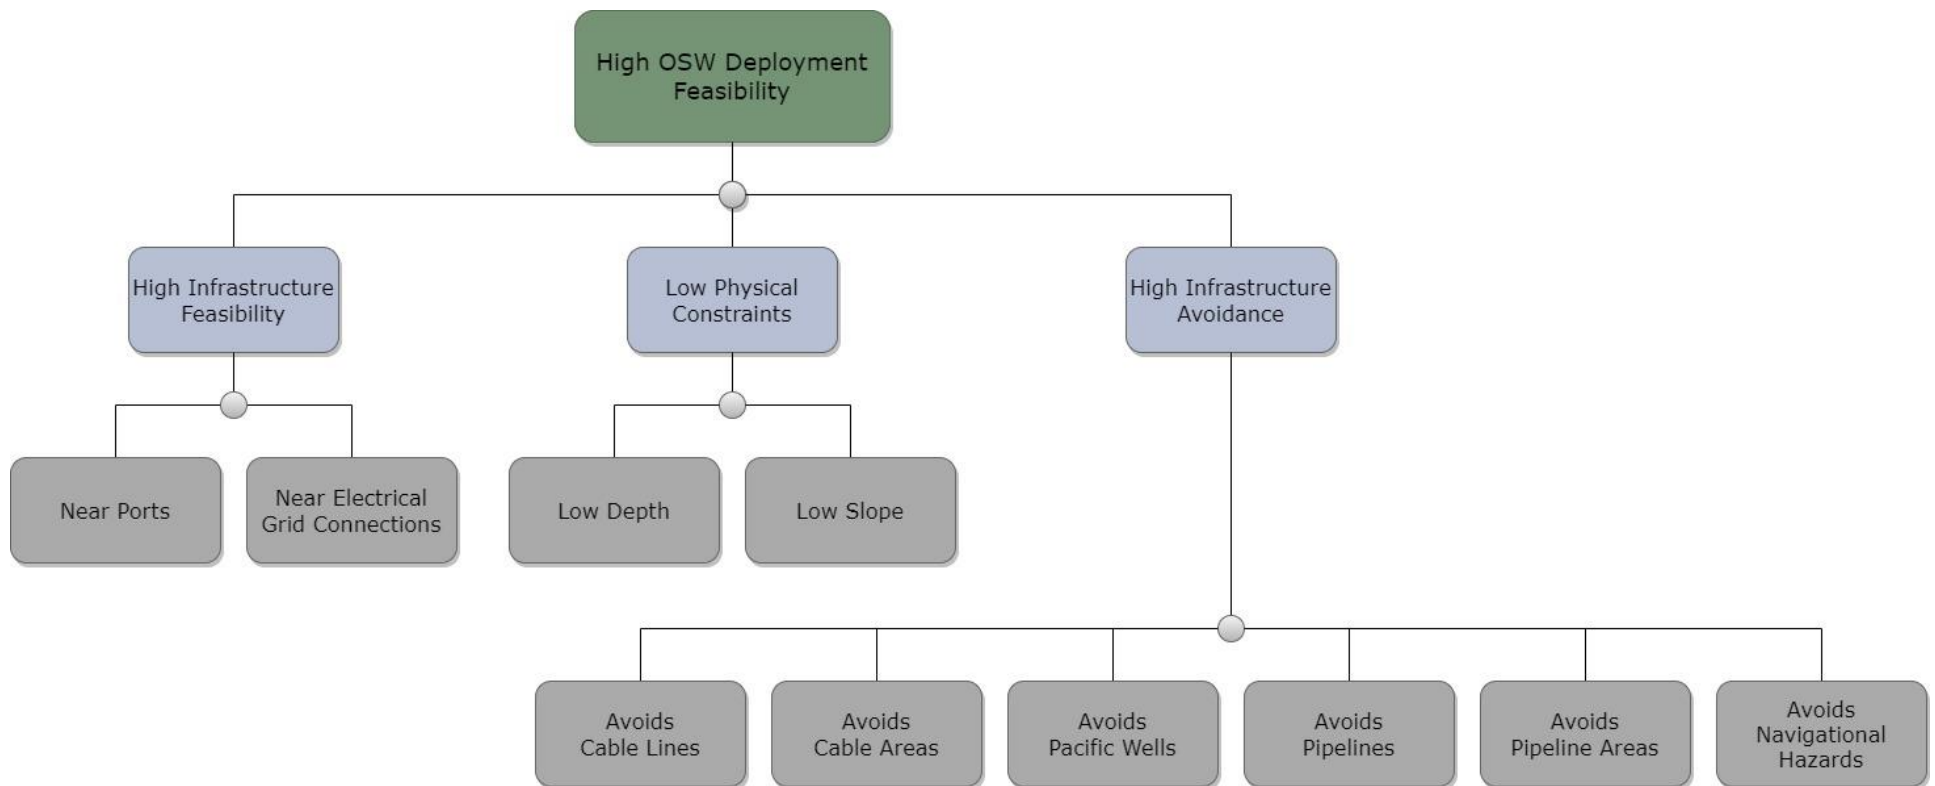 High OSW Deployment
Feasibility
High Infrastructure
Feasibility
Low Physical
Constraints
High Infrastructure
Avoidance
Near Ports
Near Electrical
Grid Connections
Low Depth
Low Slope
Avoids
Cable Lines
Avoids
Cable Areas
Avoids
Pacific Wells
Avoids
Pipelines
Avoids
Pipeline Areas
Avoids
Navigational
Hazards